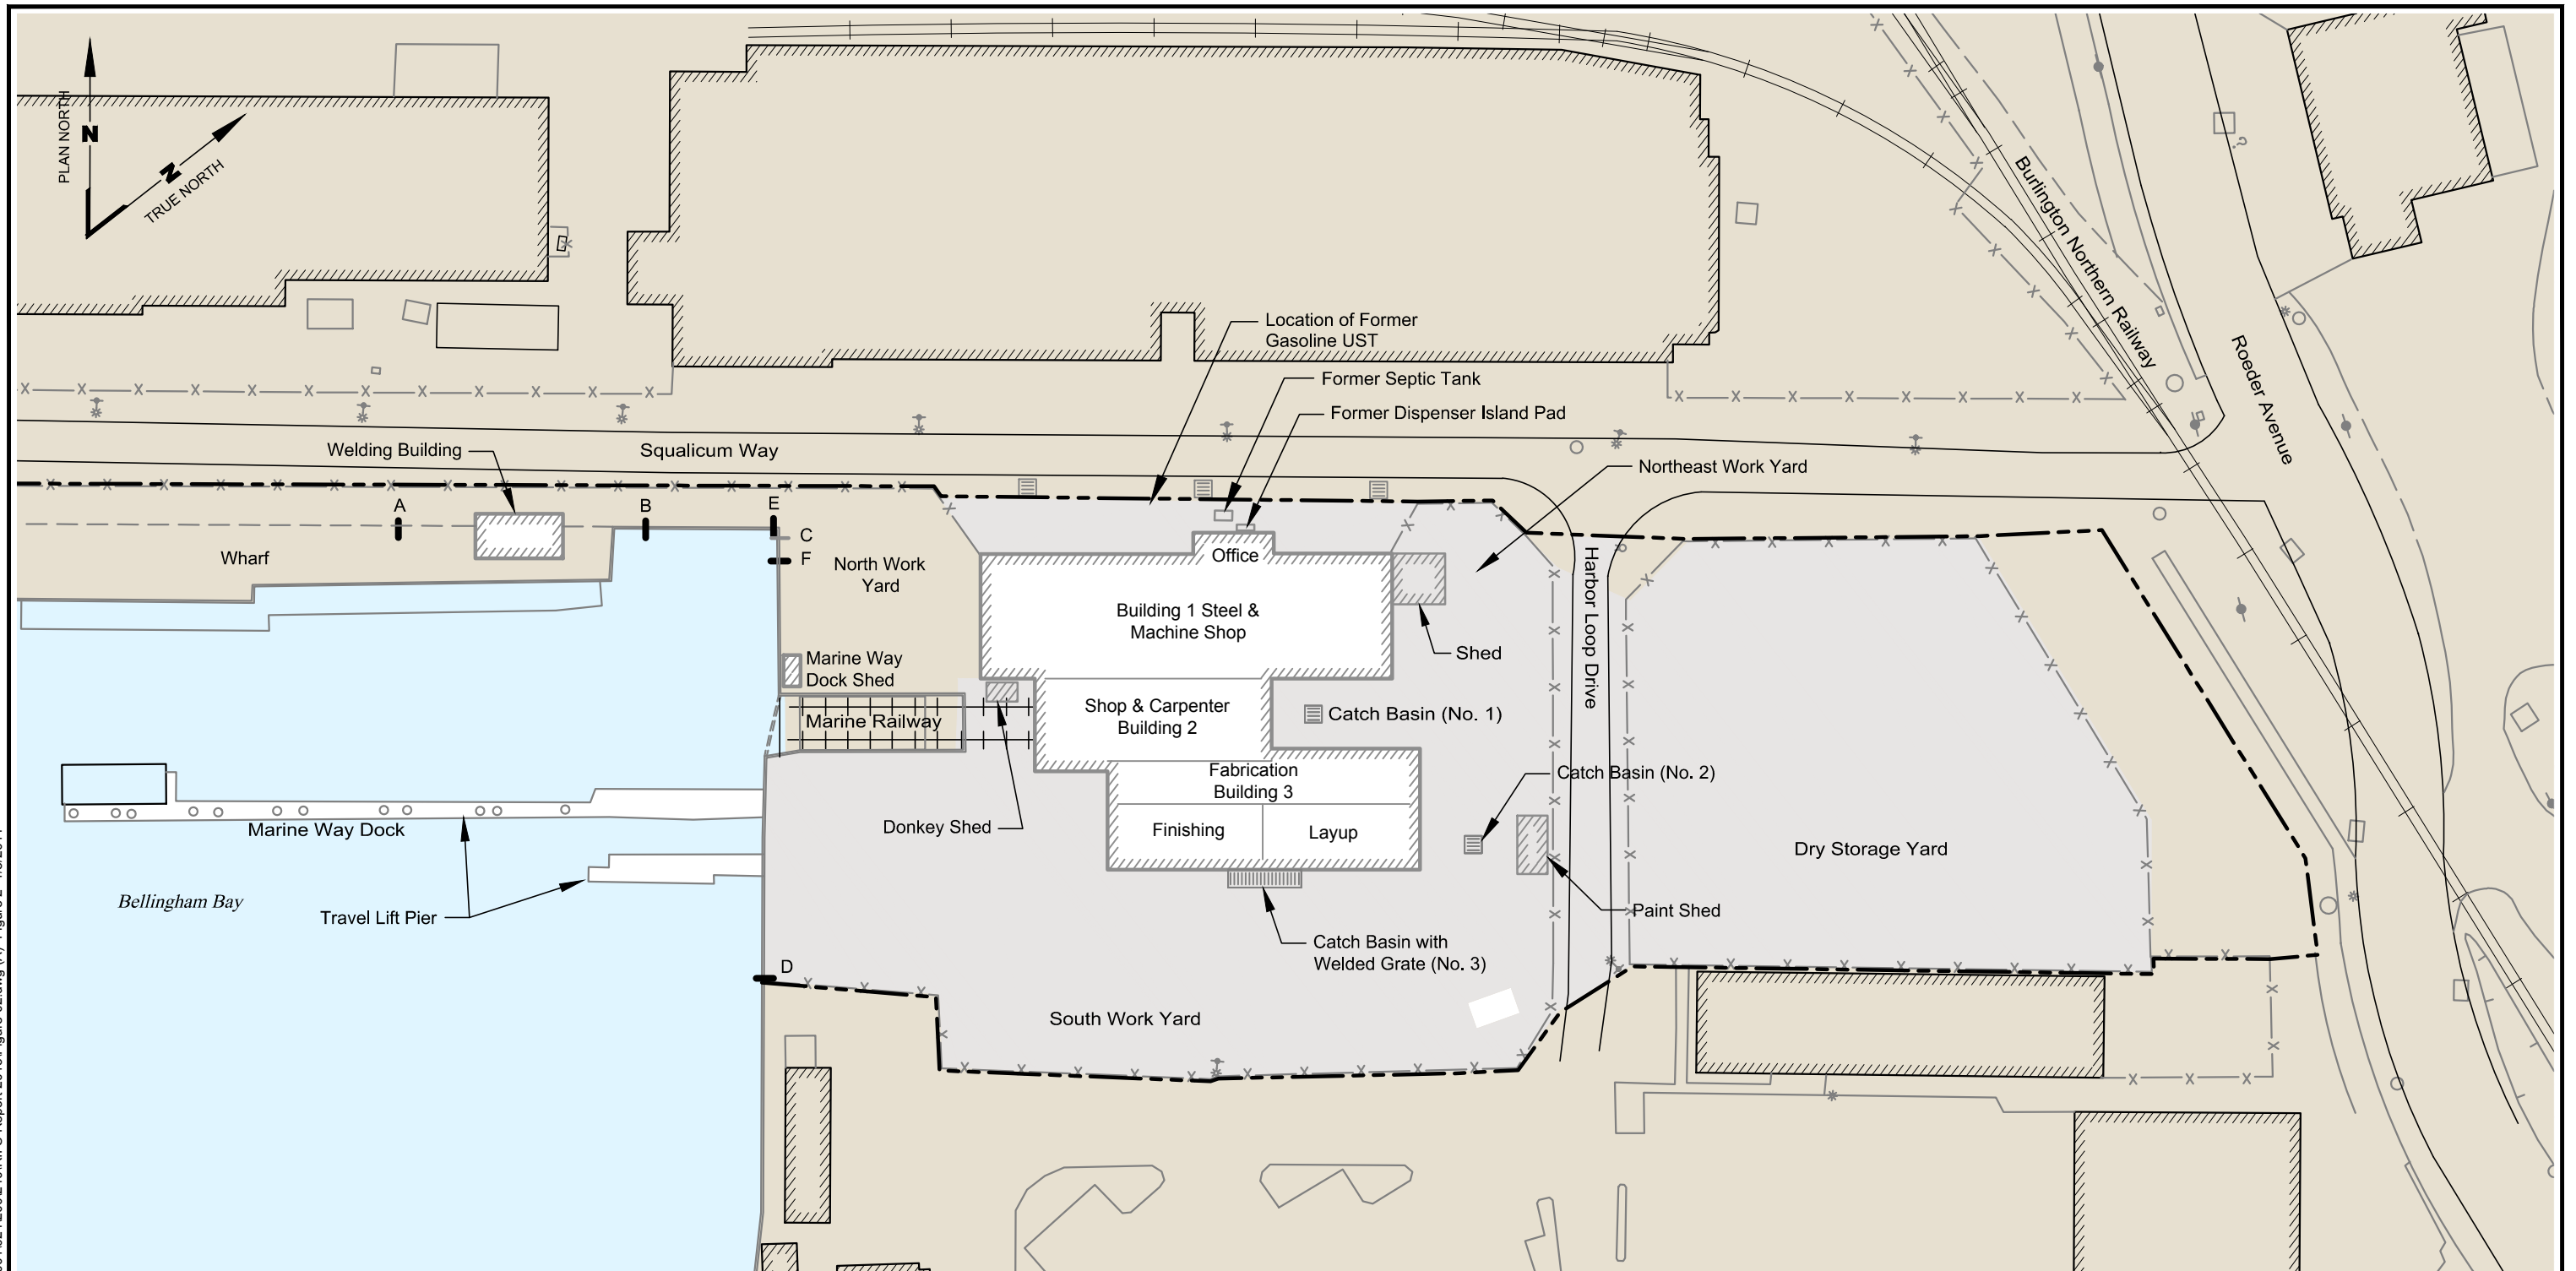 PLAN NORTH
N
N
TRUE NORTH
Burlington Northern Railway
Roeder Avenue
Location of Former
Gasoline UST
Former Septic Tank
Former Dispenser Island Pad
Welding Building
Squalicum Way
Northeast Work Yard
A
B
E
C
F
Wharf
North Work
Yard
Office
Harbor Loop Drive
Building 1 Steel &
Machine Shop
Shed
Marine Way
Dock Shed
Marine Railway
Shop & Carpenter
Building 2
Catch Basin (No. 1)
Fabrication
Building 3
Catch Basin (No. 2)
Donkey Shed
Finishing
Layup
Marine Way Dock
Dry Storage Yard
Bellingham Bay
Travel Lift Pier
Paint Shed
Catch Basin with
Welded Grate (No. 3)
D
South Work Yard
?